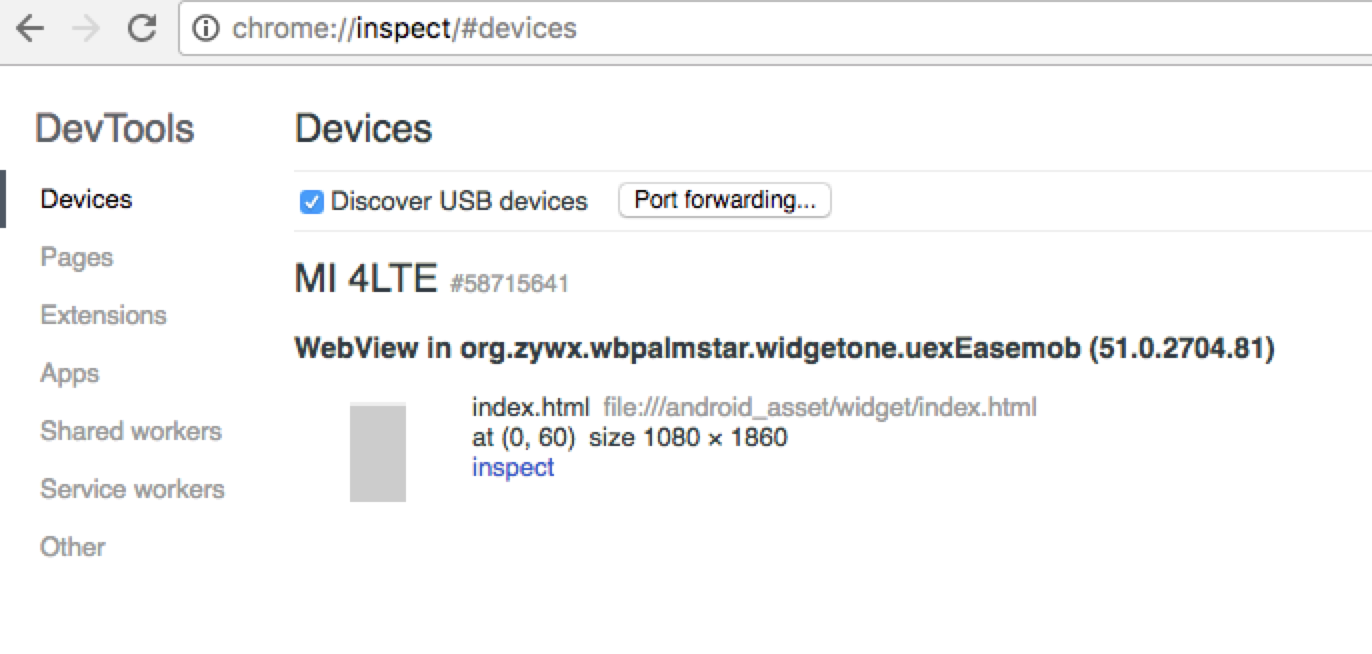 chrome://inspect/#devices
DevTools
Devices
Pages
Extensions
Apps
Shared workers
Service workers
Other
Devices
Discover USB devices Port forwarding...
MI 4LTE #58715641
WebView in org.zywx.wbpalmstar.widgetone.uexEasemob (51.0.2704.81)
index.html file:///android_asset/widget/index.html
at (0, 60) size 1080 × 1860
inspect